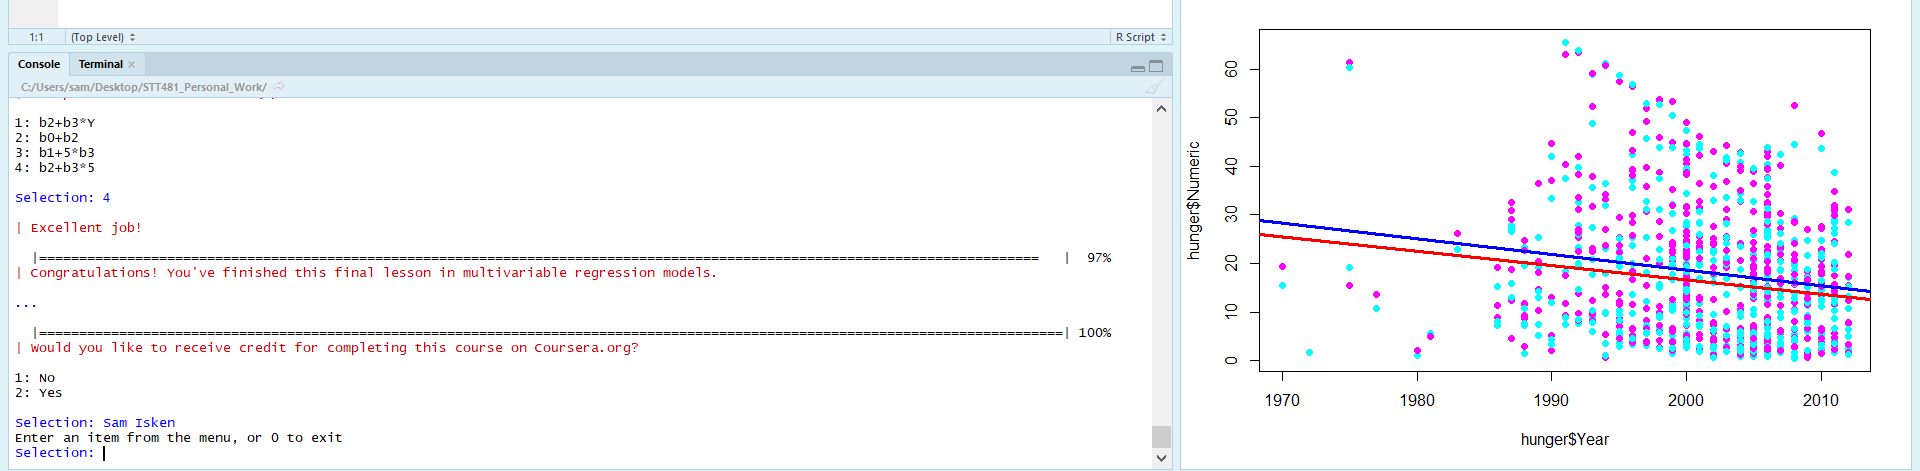 1:1 (Top Level) R Script
Console Terminal
C:/Users/sam/Desktop/STT481_Personal_Work/
1: b2+b3*Y
2: b0+b2
3: b1+5*b3
4: b2+b3*5
Selection: 4
| Excellent job!
|============================================================================================================================== | 97%
| Congratulations! You've finished this final lesson in multivariable regression models.
...
|=================================================================================================================================| 100%
| Would you like to receive credit for completing this course on Coursera.org?
1: No
2: Yes
Selection: Sam Isken
Enter an item from the menu, or 0 to exit
Selection:
hunger$Numeric
60
50
40
30
20
10
0
1970 1980 1990 2000 2010
hunger$Year